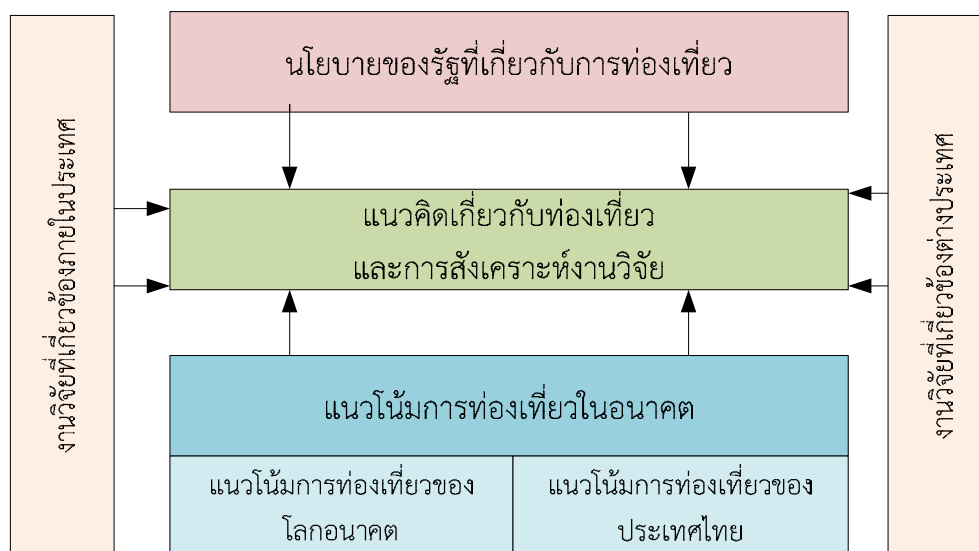 นโยบายของรัฐที่เกี่ยวกับการท่องเที่ยว
งานวิจัยที่เกี่ยวข้องภายในประเทศ
แนวคิดเกี่ยวกับท่องเที่ยว
และการสังเคราะห์งานวิจัย
งานวิจัยที่เกี่ยวข้องต่างประเทศ
แนวโน้มการท่องเที่ยวในอนาคต
แนวโน้มการท่องเที่ยวของ
โลกอนาคต
แนวโน้มการท่องเที่ยวของ
ประเทศไทย